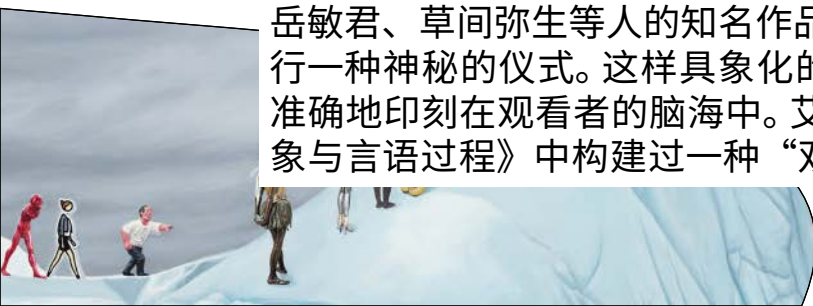 岳敏君、草间弥生等人的知名作品
行一种神秘的仪式。这样具象化的
准确地印刻在观看者的脑海中。艾
象与言语过程》中构建过一种“双